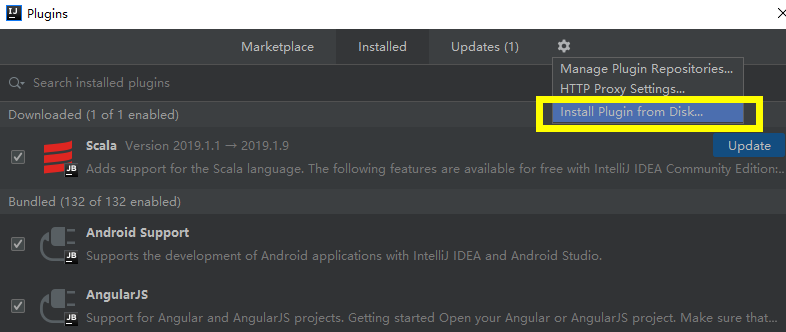 IJ Plugins
Marketplace Installed Updates (1)
Manage Plugin Repositories...
Search installed plugins
HTTP Proxy Settings...
Downloaded (1 of 1 enabled)
Install Plugin from Disk...
Scala Version 2019.1.1 → 2019.1.9
Update
JB
Adds support for the Scala language. The following features are available for free with IntelliJ IDEA Community Edition:...
Bundled (132 of 132 enabled)
Android Support
JB
Supports the development of Android applications with IntelliJ IDEA and Android Studio.
AngularJS
JB
Support for Angular and AngularJS projects. Getting started Open your Angular or AngularJS project. Make sure that...